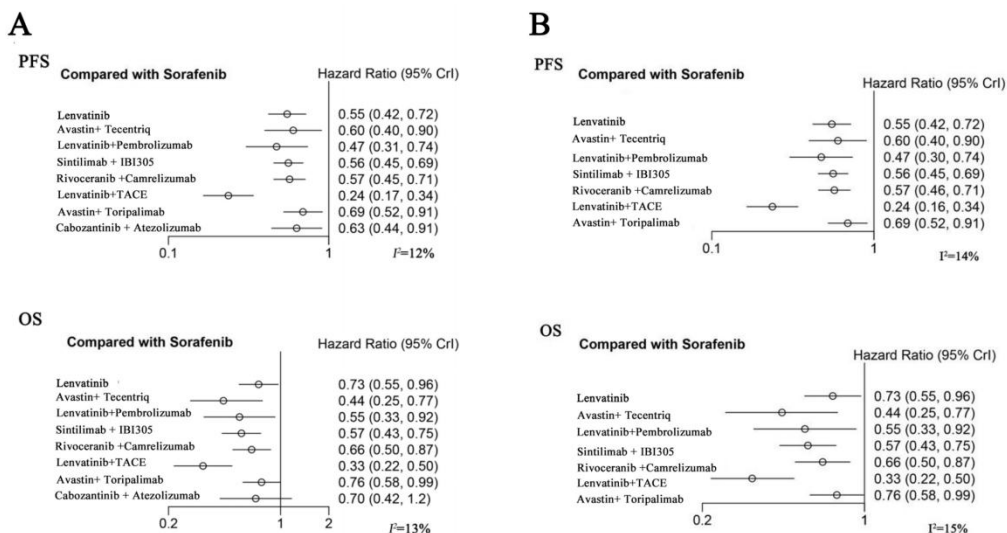 A
PFS
Compared with Sorafenib Hazard Ratio (95% CrI)
Lenvatinib 0.55 (0.42, 0.72)
Avastin+ Tecentriq 0.60 (0.40, 0.90)
Lenvatinib+Pembrolizumab 0.47 (0.31, 0.74)
Sintilimab + IBI305 0.56 (0.45, 0.69)
Rivoceranib +Camrelizumab 0.57 (0.45, 0.71)
Lenvatinib+TACE 0.24 (0.17, 0.34)
Avastin+ Toripalimab 0.69 (0.52, 0.91)
Cabozantinib + Atezolizumab 0.63 (0.44, 0.91)
0.1 1
I²=12%
OS
Compared with Sorafenib Hazard Ratio (95% CrI)
Lenvatinib 0.73 (0.55, 0.96)
Avastin+ Tecentriq 0.44 (0.25, 0.77)
Lenvatinib+Pembrolizumab 0.55 (0.33, 0.92)
Sintilimab + IBI305 0.57 (0.43, 0.75)
Rivoceranib +Camrelizumab 0.66 (0.50, 0.87)
Lenvatinib+TACE 0.33 (0.22, 0.50)
Avastin+ Toripalimab 0.76 (0.58, 0.99)
Cabozantinib + Atezolizumab 0.70 (0.42, 1.2)
0.2 1 2
I²=13%
B
PFS
Compared with Sorafenib Hazard Ratio (95% CrI)
Lenvatinib 0.55 (0.42, 0.72)
Avastin+ Tecentriq 0.60 (0.40, 0.90)
Lenvatinib+Pembrolizumab 0.47 (0.30, 0.74)
Sintilimab + IBI305 0.56 (0.45, 0.69)
Rivoceranib +Camrelizumab 0.57 (0.46, 0.71)
Lenvatinib+TACE 0.24 (0.16, 0.34)
Avastin+ Toripalimab 0.69 (0.52, 0.91)
0.1 1
I²=14%
OS
Compared with Sorafenib Hazard Ratio (95% CrI)
Lenvatinib 0.73 (0.55, 0.96)
Avastin+ Tecentriq 0.44 (0.25, 0.77)
Lenvatinib+Pembrolizumab 0.55 (0.33, 0.92)
Sintilimab + IBI305 0.57 (0.43, 0.75)
Rivoceranib +Camrelizumab 0.66 (0.50, 0.87)
Lenvatinib+TACE 0.33 (0.22, 0.50)
Avastin+ Toripalimab 0.76 (0.58, 0.99)
0.2 1
I²=15%